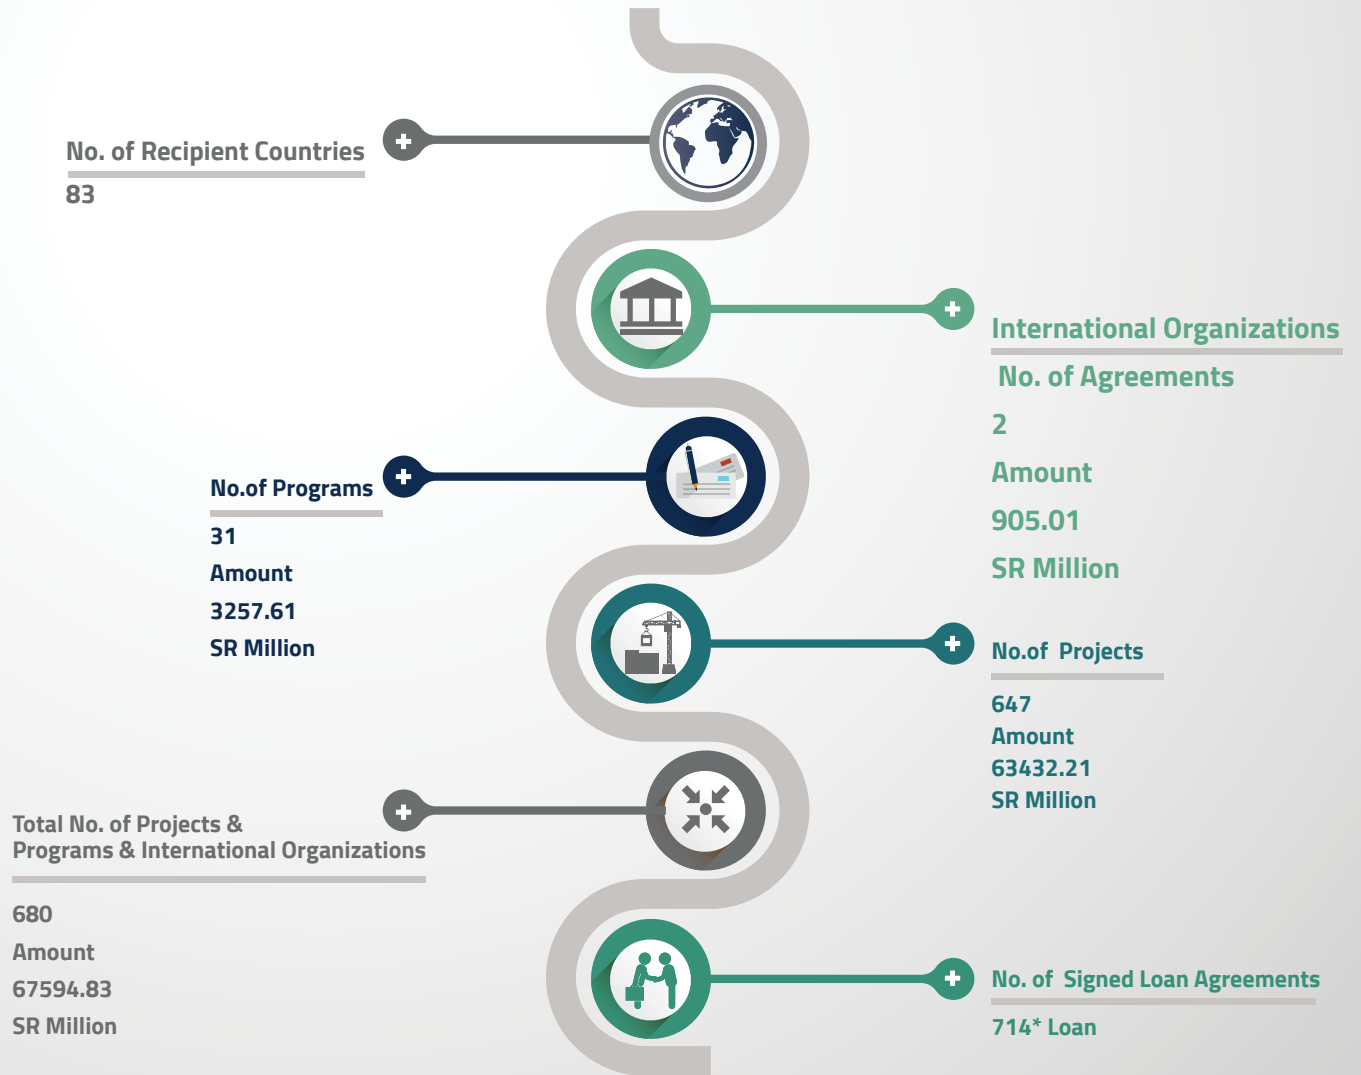 No. of Recipient Countries
83
International Organizations
No. of Agreements
2
Amount
905.01
SR Million
No.of Programs
31
Amount
3257.61
SR Million
No.of Projects
647
Amount
63432.21
SR Million
Total No. of Projects &
Programs & International Organizations
680
Amount
67594.83
SR Million
No. of Signed Loan Agreements
714* Loan